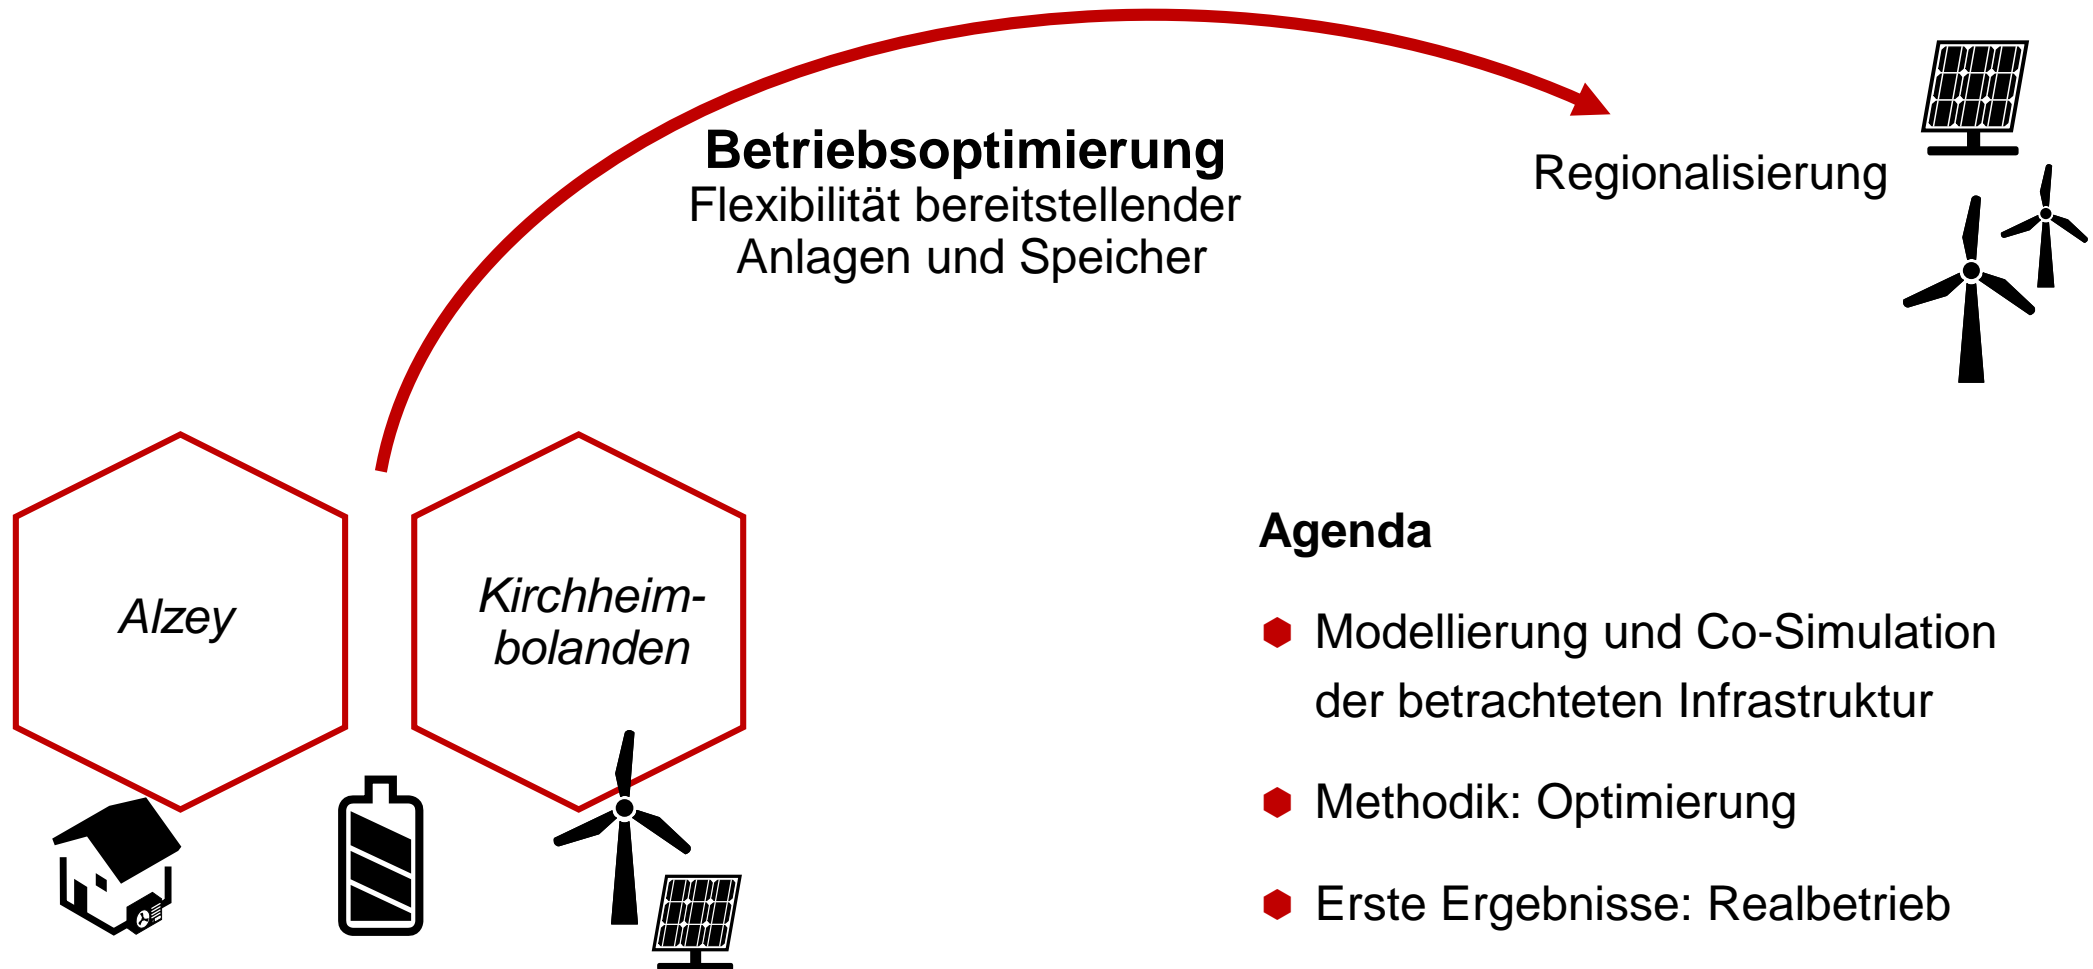 Betriebsoptimierung
Flexibilität bereitstellender
Anlagen und Speicher
Regionalisierung
Alzey
Kirchheim-
bolanden
Agenda
Modellierung und Co-Simulation
der betrachteten Infrastruktur
Methodik: Optimierung
Erste Ergebnisse: Realbetrieb